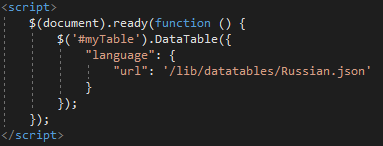 <script>
$(document).ready(function () {
$('#myTable').DataTable({
"language": {
"url": '/lib/datatables/Russian.json'
}
});
});
</script>